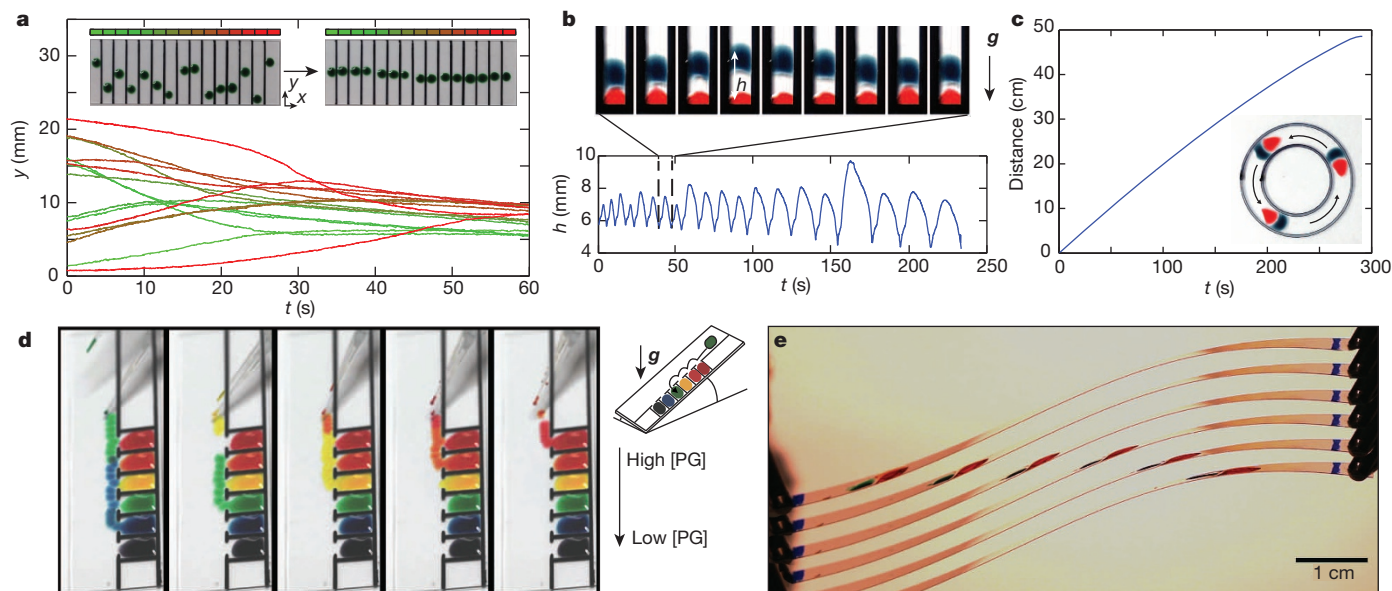 a
y (mm)
30
20
10
0
y
x
0 10 20 30 40 50 60
t (s)
b
g
h
h (mm)
10
8
6
4
0 50 100 150 200 250
t (s)
c
Distance (cm)
50
40
30
20
10
0
0 100 200 300
t (s)
d
g
High [PG]
Low [PG]
e
1 cm